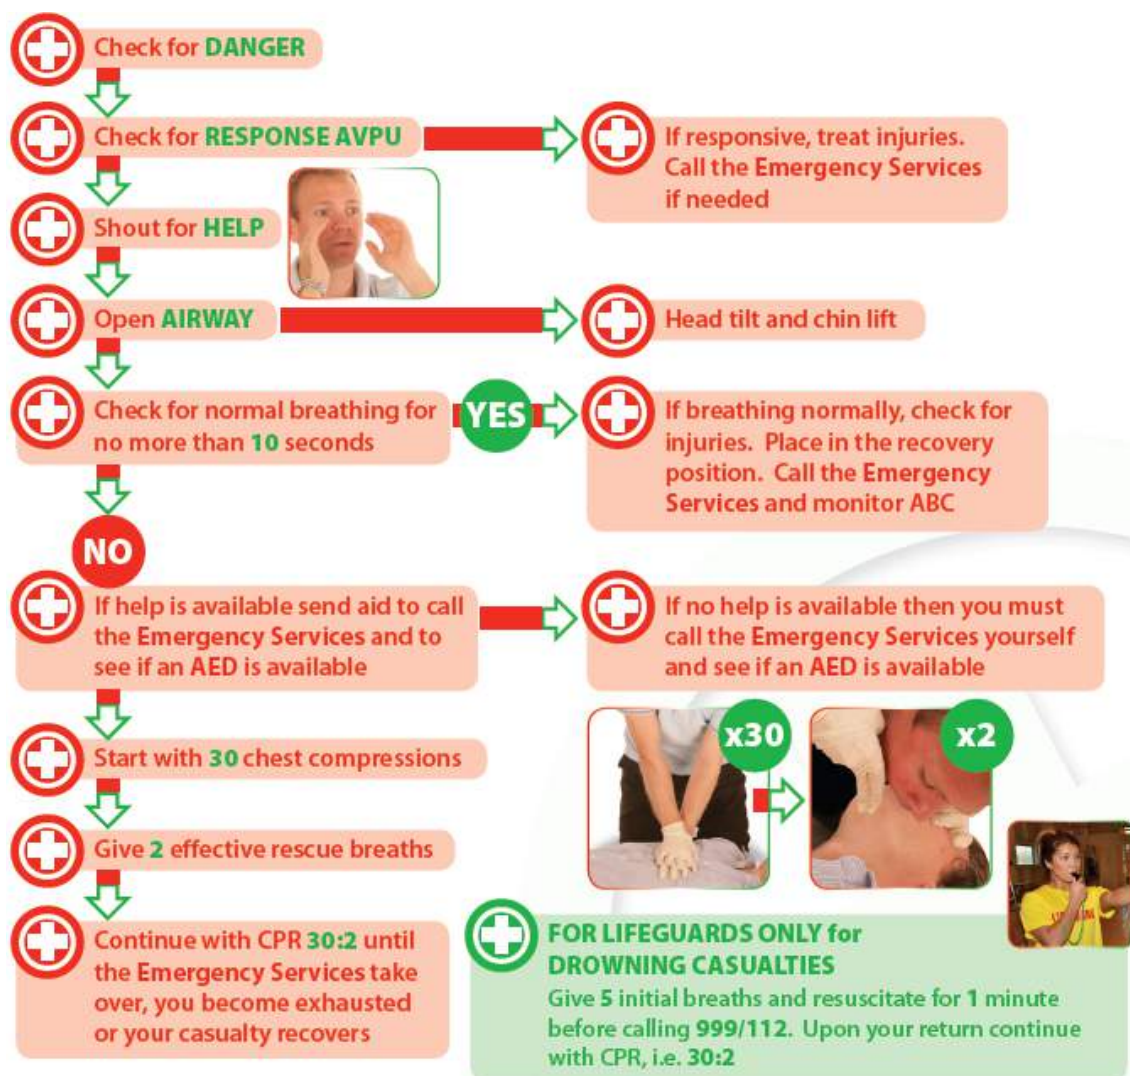 Check for DANGER
Check for RESPONSE AVPU
If responsive, treat injuries.
Call the Emergency Services
if needed
Shout for HELP
Open AIRWAY
Head tilt and chin lift
Check for normal breathing for
no more than 10 seconds
YES
If breathing normally, check for
injuries. Place in the recovery
position. Call the Emergency
Services and monitor ABC
NO
If help is available send aid to call
the Emergency Services and to
see if an AED is available
If no help is available then you must
call the Emergency Services yourself
and see if an AED is available
Start with 30 chest compressions
x30
x2
Give 2 effective rescue breaths
Continue with CPR 30:2 until
the Emergency Services take
over, you become exhausted
or your casualty recovers
FOR LIFEGUARDS ONLY for
DROWNING CASUALTIES
Give 5 initial breaths and resuscitate for 1 minute
before calling 999/112. Upon your return continue
with CPR, i.e. 30:2